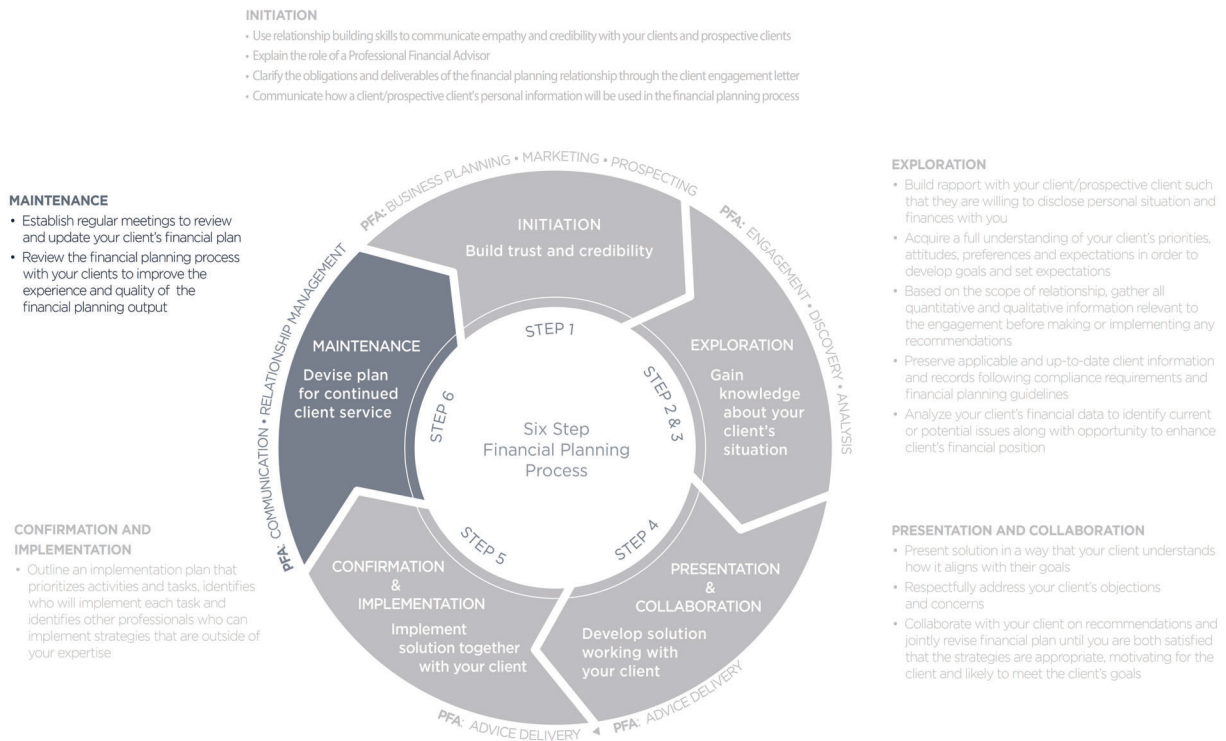 INITIATION
• Use relationship building skills to communicate empathy and credibility with your clients and prospective clients
• Explain the role of a Professional Financial Advisor
• Clarify the obligations and deliverables of the financial planning relationship through the client engagement letter
• Communicate how a client/prospective client's personal information will be used in the financial planning process
MAINTENANCE
• Establish regular meetings to review
and update your client's financial plan
• Review the financial planning process
with your clients to improve the
experience and quality of the
financial planning output
CONFIRMATION AND
IMPLEMENTATION
• Outline an implementation plan that
prioritizes activities and tasks, identifies
who will implement each task and
identifies other professionals who can
implement strategies that are outside of
your expertise
PFA: BUSINESS PLANNING • MARKETING • PROSPECTING
INITIATION
Build trust and credibility
STEP 1
PFA: ENGAGEMENT • DISCOVERY • ANALYSIS
EXPLORATION
Gain
knowledge
about your
client's
situation
STEP 2 & 3
PRESENTATION
&
COLLABORATION
Develop solution
working with
your client
STEP 4
PFA: ADVICE DELIVERY
CONFIRMATION
&
IMPLEMENTATION
Implement
solution together
with your client
STEP 5
PFA: ADVICE DELIVERY
MAINTENANCE
Devise plan
for continued
client service
STEP 6
PFA: COMMUNICATION • RELATIONSHIP MANAGEMENT
Six Step
Financial Planning
Process
EXPLORATION
• Build rapport with your client/prospective client such
that they are willing to disclose personal situation and
finances with you
• Acquire a full understanding of your client's priorities,
attitudes, preferences and expectations in order to
develop goals and set expectations
• Based on the scope of relationship, gather all
quantitative and qualitative information relevant to
the engagement before making or implementing any
recommendations
• Preserve applicable and up-to-date client information
and records following compliance requirements and
financial planning guidelines
• Analyze your client's financial data to identify current
or potential issues along with opportunity to enhance
client's financial position
PRESENTATION AND COLLABORATION
• Present solution in a way that your client understands
how it aligns with their goals
• Respectfully address your client's objections
and concerns
• Collaborate with your client on recommendations and
jointly revise financial plan until you are both satisfied
that the strategies are appropriate, motivating for the
client and likely to meet the client's goals